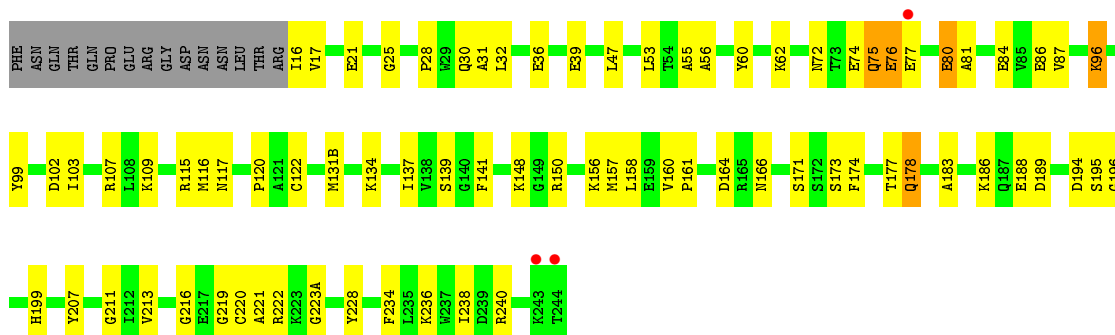 PHE ASN GLN THR GLN PRO GLU ARG GLY ASP ASN ASN LEU THR ARG I16 V17 E21 G25 P28 W29 Q30 A31 L32 E36 E39 L47 L53 T54 A55 A56 Y60 K62 N72 T73 E74 Q75 E76 E77 E80 A81 E84 V85 E86 V87 K96
Y99 D102 I103 R107 L108 K109 R115 M116 N117 P120 A121 C122 M131B K134 I137 V138 S139 G140 F141 K148 G149 R150 K156 M157 L158 E159 V160 P161 D164 R165 N166 S171 S172 S173 F174 T177 Q178 A183 K186 Q187 E188 D189 D194 S195 G196
H199 Y207 G211 I212 V213 G216 E217 G219 C220 A221 R222 K223 G223A Y228 F234 L235 K236 W237 I238 D239 R240 K243 T244